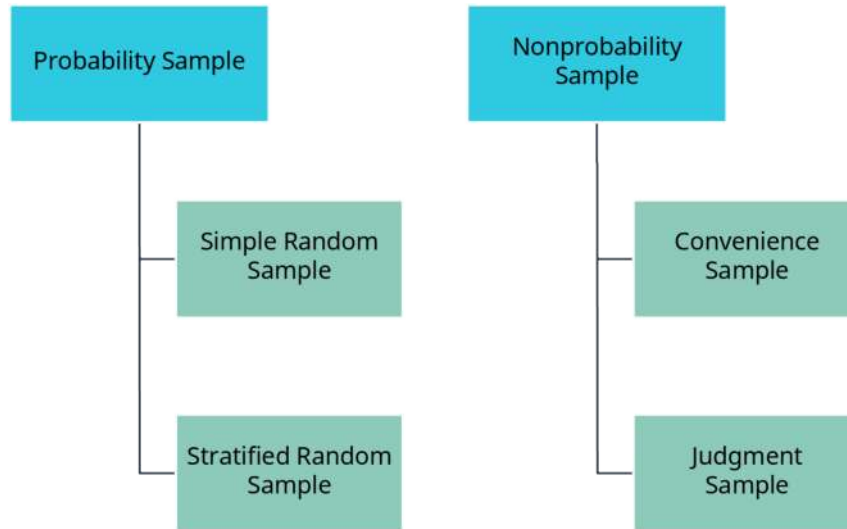 Probability Sample
Nonprobability
Sample
Simple Random
Sample
Convenience
Sample
Stratified Random
Sample
Judgment
Sample